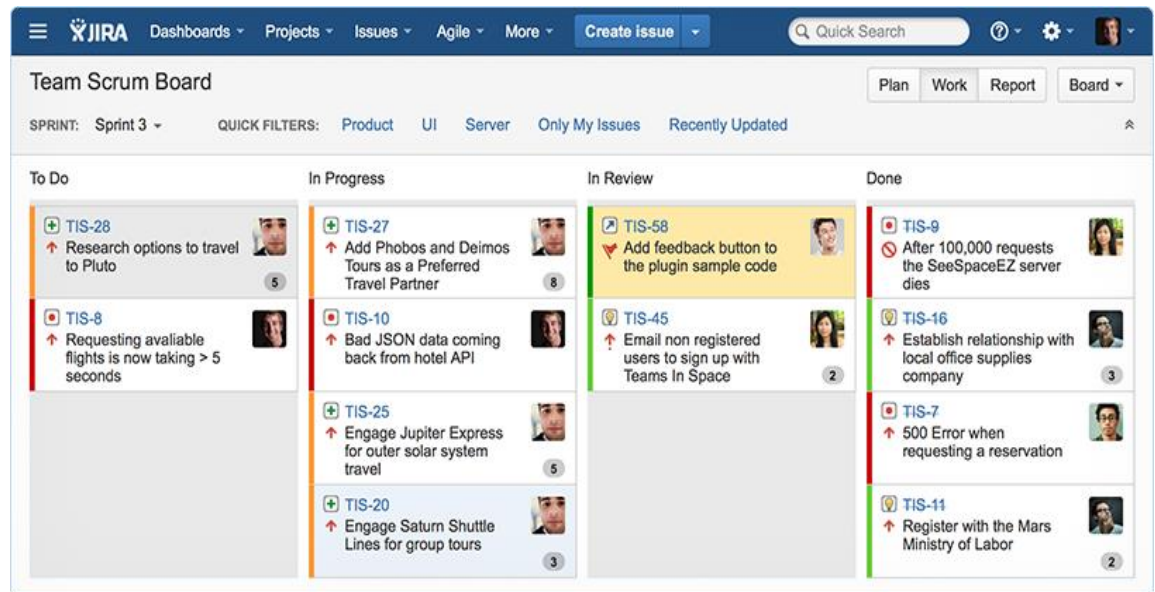 JIRA Dashboards Projects Issues Agile More Create issue Quick Search
Team Scrum Board
Plan Work Report Board
SPRINT: Sprint 3 QUICK FILTERS: Product UI Server Only My Issues Recently Updated
To Do
TIS-28
Research options to travel
to Pluto
5
TIS-8
Requesting avaliable
flights is now taking > 5
seconds
In Progress
TIS-27
Add Phobos and Deimos
Tours as a Preferred
Travel Partner
8
TIS-10
Bad JSON data coming
back from hotel API
TIS-25
Engage Jupiter Express
for outer solar system
travel
5
TIS-20
Engage Saturn Shuttle
Lines for group tours
3
In Review
TIS-58
Add feedback button to
the plugin sample code
TIS-45
Email non registered
users to sign up with
Teams In Space
2
Done
TIS-9
After 100,000 requests
the SeeSpaceEZ server
dies
TIS-16
Establish relationship with
local office supplies
company
3
TIS-7
500 Error when
requesting a reservation
TIS-11
Register with the Mars
Ministry of Labor
2